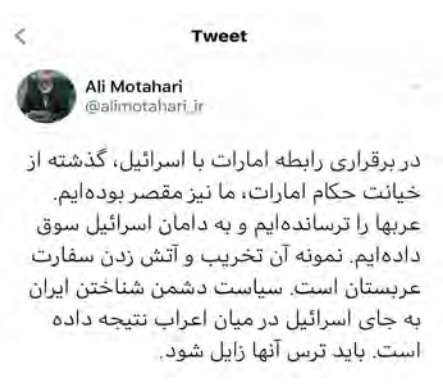 Tweet
Ali Motahari
@alimotahari_ir
در برقراری رابطه امارات با اسرائیل، گذشته از
خیانت حکام امارات، ما نیز مقصر بوده‌ایم.
عربها را ترسانده‌ایم و به دامان اسرائیل سوق
داده‌ایم. نمونه آن تخریب و آتش زدن سفارت
عربستان است. سیاست دشمن شناختن ایران
به جای اسرائیل در میان اعراب نتیجه داده
است. باید ترس آنها زایل شود.